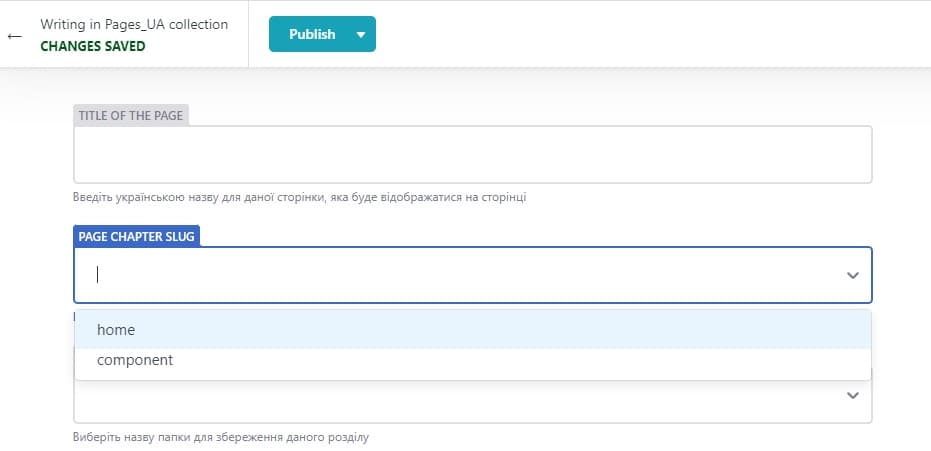 Writing in Pages_UA collection
CHANGES SAVED
Publish
TITLE OF THE PAGE
Введіть українською назву для даної сторінки, яка буде відображатися на сторінці
PAGE CHAPTER SLUG
home
component
Виберіть назву папки для збереження даного розділу